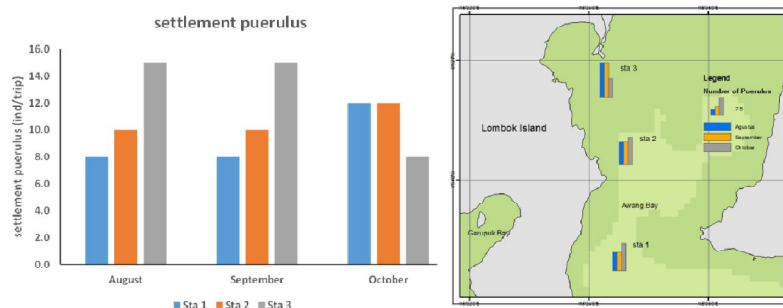 settlement puerulus
settlement puerulus (ind/trip)
16.0
14.0
12.0
10.0
8.0
6.0
4.0
2.0
0.0
August
September
October
Sta 1
Sta 2
Sta 3
sta 3
Legend
Number of Puerulus
7.5
Agustus
September
October
Lombok Island
sta 2
Awang Bay
sta 1